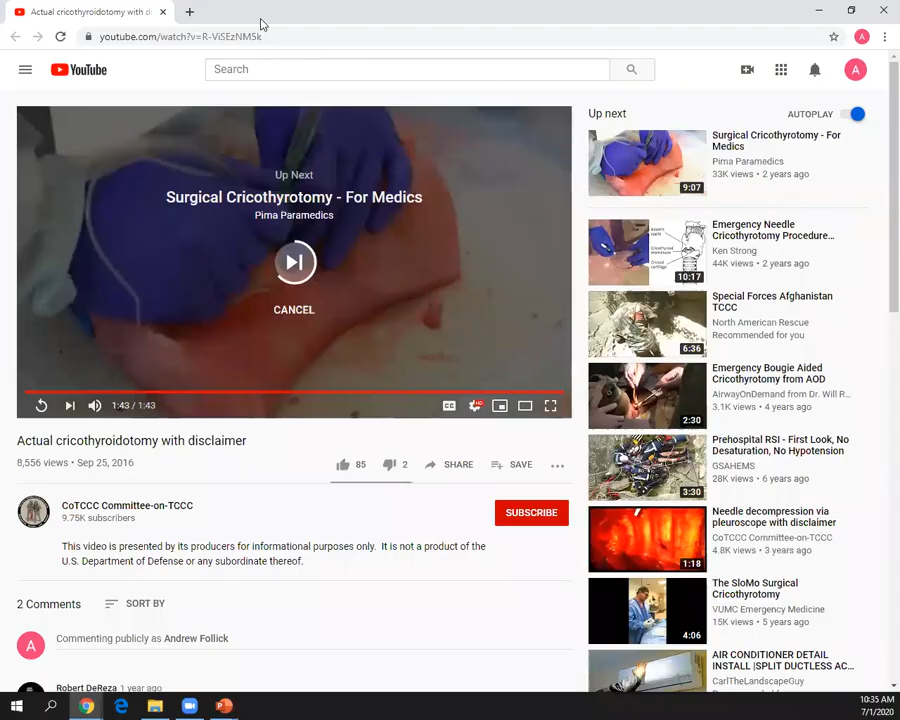 Actual cricothyroidotomy with di
youtube.com/watch?v=R-ViSEzNM5k
A
YouTube
Search
A
Up Next
Surgical Cricothyrotomy - For Medics
Pima Paramedics
CANCEL
1:43 / 1:43
CC
HD
Actual cricothyroidotomy with disclaimer
8,556 views • Sep 25, 2016
85
2
SHARE
SAVE
CoTCCC Committee-on-TCCC
9.75K subscribers
SUBSCRIBE
This video is presented by its producers for informational purposes only. It is not a product of the
U.S. Department of Defense or any subordinate thereof.
2 Comments
SORT BY
A
Commenting publicly as Andrew Follick
Robert DeReza 1 year ago
Up next
AUTOPLAY
9:07
Surgical Cricothyrotomy - For
Medics
Pima Paramedics
33K views • 2 years ago
10:17
Emergency Needle
Cricothyrotomy Procedure…
Ken Strong
44K views • 2 years ago
6:36
Special Forces Afghanistan
TCCC
North American Rescue
Recommended for you
2:30
Emergency Bougie Aided
Cricothyrotomy from AOD
AirwayOnDemand from Dr. Will R…
3.1K views • 4 years ago
3:30
Prehospital RSI - First Look, No
Desaturation, No Hypotension
GSAHEMS
28K views • 6 years ago
1:18
Needle decompression via
pleuroscope with disclaimer
CoTCCC Committee-on-TCCC
4.8K views • 3 years ago
4:06
The SloMo Surgical
Cricothyrotomy
VUMC Emergency Medicine
15K views • 5 years ago
AIR CONDITIONER DETAIL
INSTALL |SPLIT DUCTLESS AC…
CarlTheLandscapeGuy
10:35 AM
7/1/2020